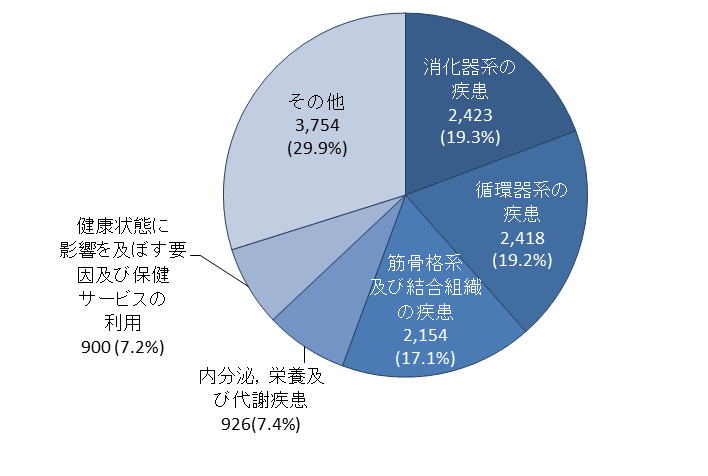 消化器系の
疾患
2,423
(19.3%)
循環器系の
疾患
2,418
(19.2%)
筋骨格系
及び結合組織
の疾患
2,154
(17.1%)
内分泌，栄養及
び代謝疾患
926(7.4%)
健康状態に
影響を及ぼす要
因及び保健
サービスの
利用
900 (7.2%)
その他
3,754
(29.9%)